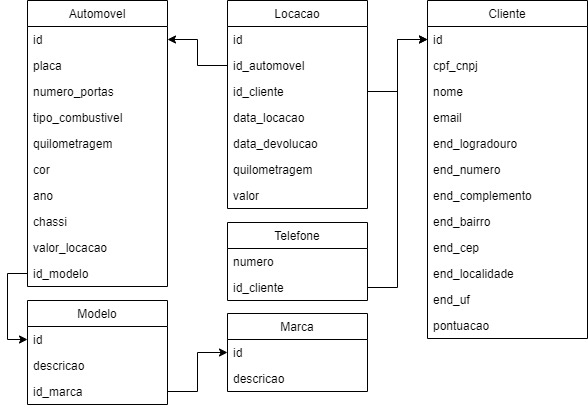 Automovel
id
placa
numero_portas
tipo_combustivel
quilometragem
cor
ano
chassi
valor_locacao
id_modelo
Locacao
id
id_automovel
id_cliente
data_locacao
data_devolucao
quilometragem
valor
Cliente
id
cpf_cnpj
nome
email
end_logradouro
end_numero
end_complemento
end_bairro
end_cep
end_localidade
end_uf
pontuacao
Telefone
numero
id_cliente
Modelo
id
descricao
id_marca
Marca
id
descricao